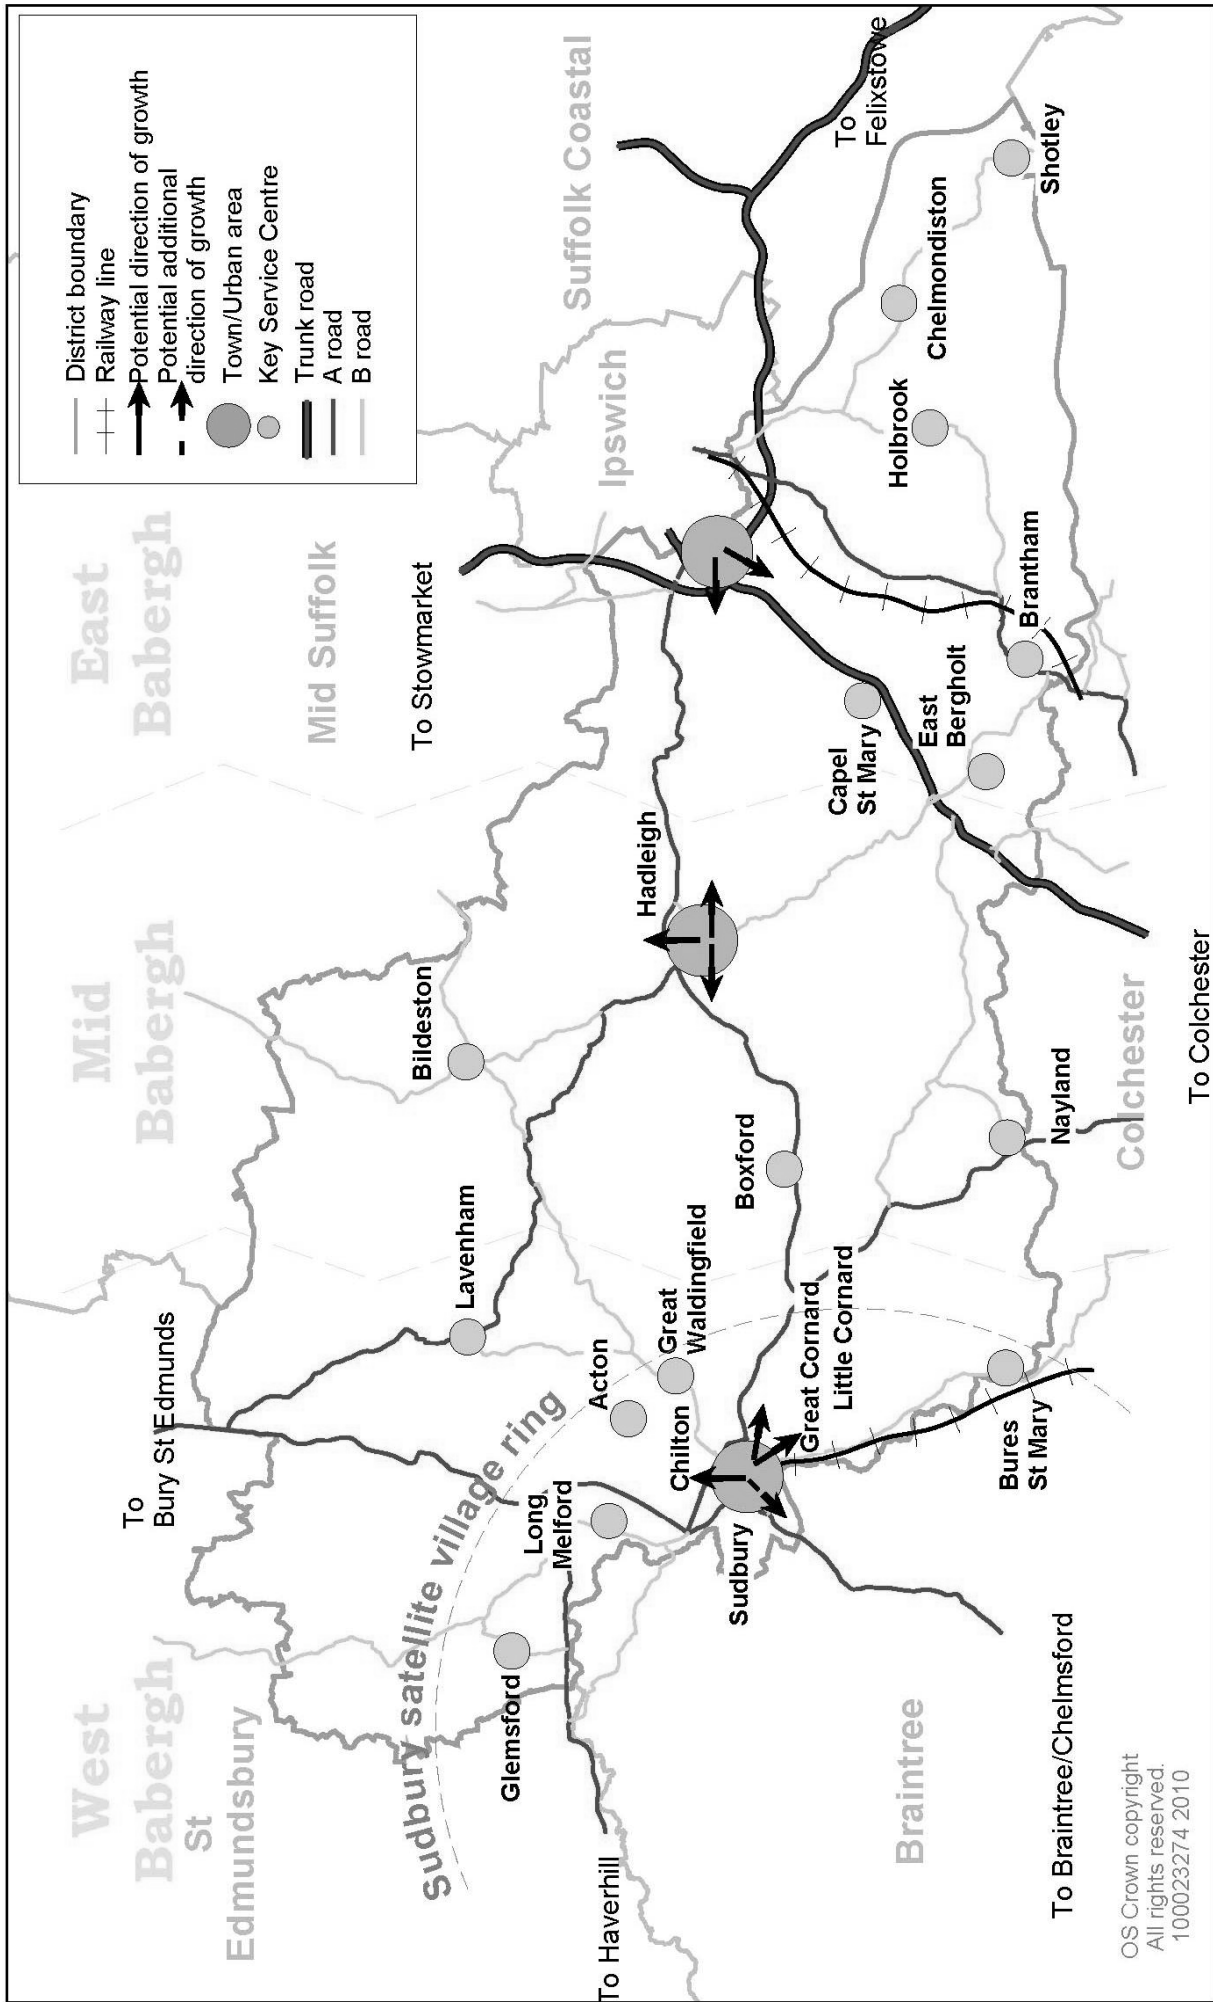 West
Babergh
Mid
Babergh
East
Babergh
District boundary
Railway line
Potential direction of growth
Potential additional
direction of growth
Town/Urban area
Key Service Centre
Trunk road
A road
B road
St
Edmundsbury
To
Bury St Edmunds
Mid Suffolk
To Stowmarket
Suffolk Coastal
Ipswich
Sudbury satellite village ring
Glemsford
Long
Melford
Lavenham
Bildeston
Acton
Great
Waldingfield
Chilton
Hadleigh
To Haverhill
Sudbury
Boxford
Great Cornard
Little Cornard
Capel
St Mary
Holbrook
Chelmondiston
To
Felixstowe
East
Bergholt
Brantham
Shotley
Braintree
Bures
St Mary
Nayland
Colchester
To Braintree/Chelmsford
To Colchester
OS Crown copyright
All rights reserved.
100023274 2010